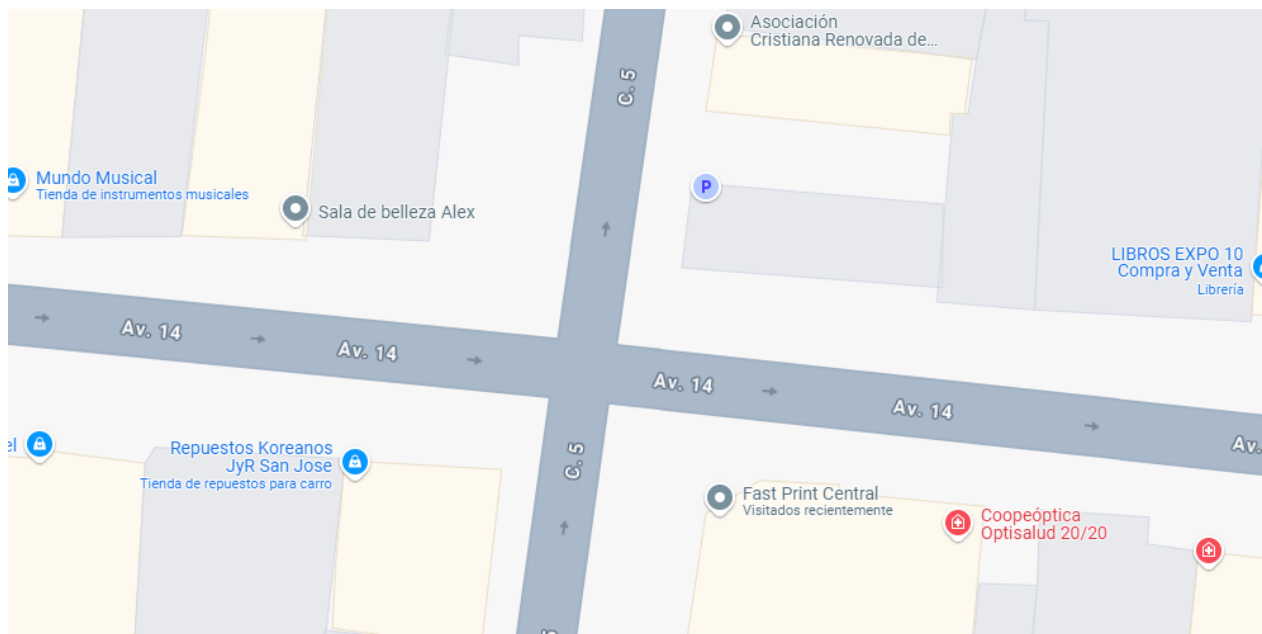 Asociación
Cristiana Renovada de...
C. 5
Mundo Musical
Tienda de instrumentos musicales
P
Sala de belleza Alex
LIBROS EXPO 10
Compra y Venta
Librería
Av. 14
Av. 14
Av. 14
Av. 14
Av.
el
Repuestos Koreanos
JyR San Jose
Tienda de repuestos para carro
C. 5
Fast Print Central
Visitados recientemente
Coopeóptica
Optisalud 20/20